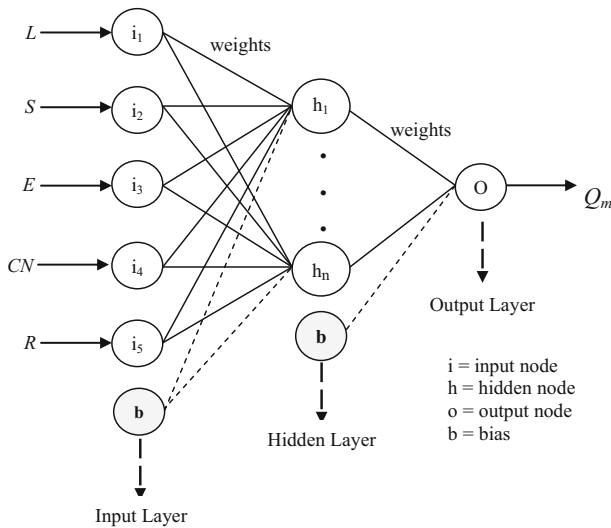 L
i1
weights
S
i2
h1
weights
E
i3
O
Qm
CN
i4
hn
Output Layer
R
i5
b
b
i = input node
h = hidden node
o = output node
b = bias
Hidden Layer
Input Layer